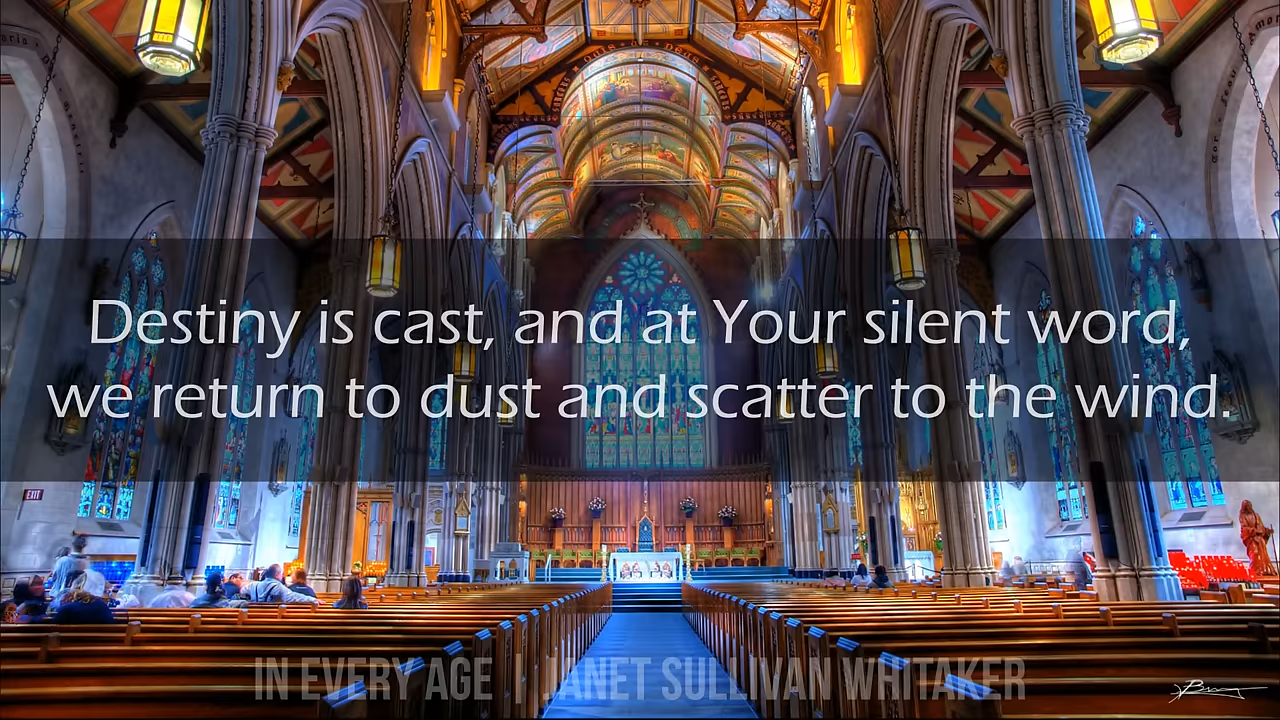 Destiny is cast, and at Your silent word,
we return to dust and scatter to the wind.
EXIT
IN EVERY AGE | JANET SULLIVAN WHITAKER